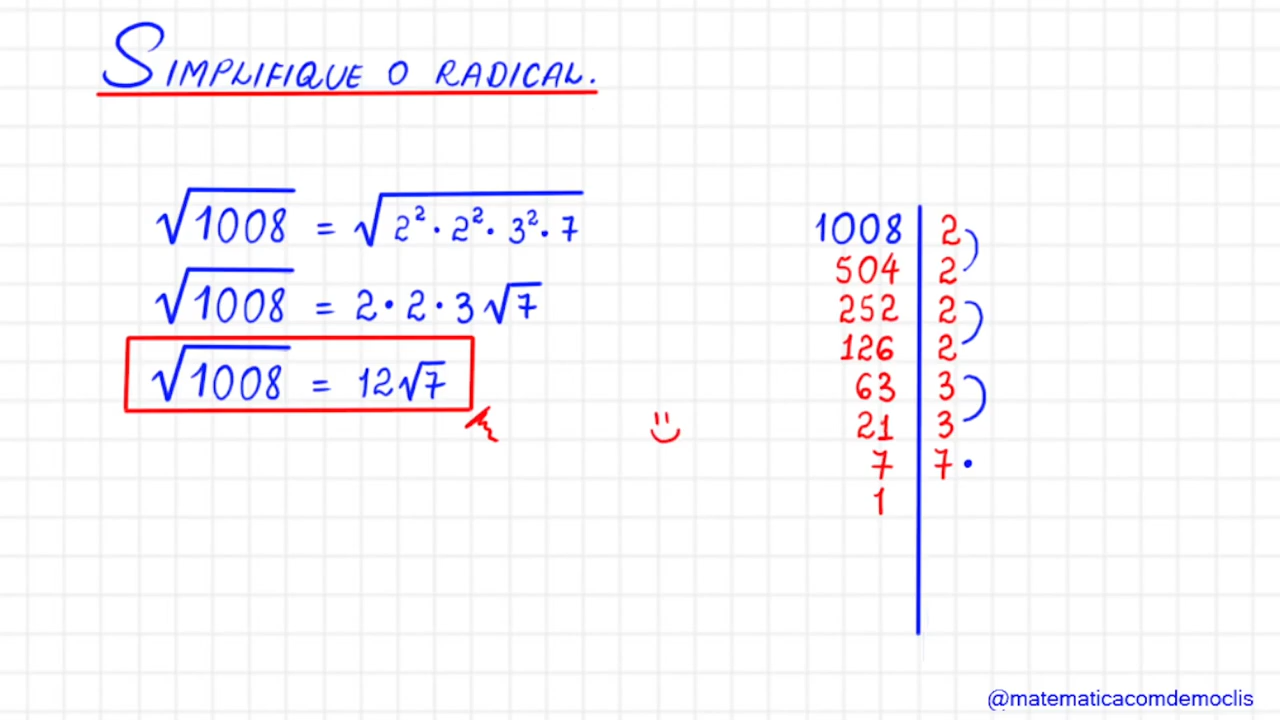 SIMPLIFIQUE O RADICAL.
√1008 = √2²·2²·3²·7
√1008 = 2·2·3√7
√1008 = 12√7
1008 | 2
504 | 2
252 | 2
126 | 2
63 | 3
21 | 3
7 | 7
1
@matematicacomdemoclis